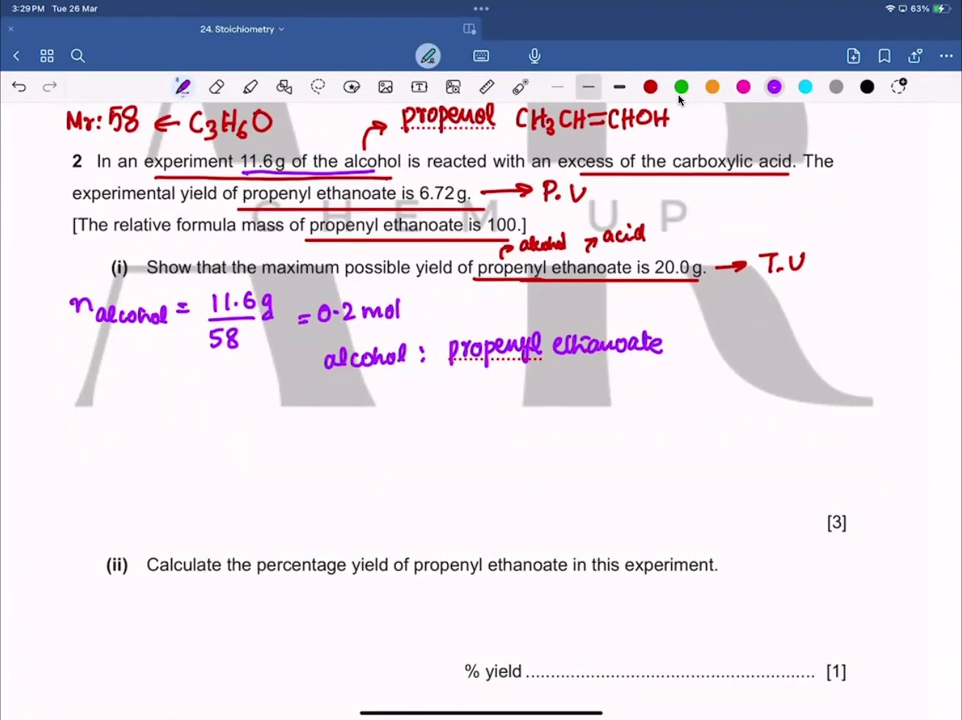 3:29 PM Tue 26 Mar
63%
24. Stoichiometry
Mr: 58 ← C3H6O propenol CH3CH=CHOH
2 In an experiment 11.6 g of the alcohol is reacted with an excess of the carboxylic acid. The
experimental yield of propenyl ethanoate is 6.72 g. → P.U
CHEM UP
[The relative formula mass of propenyl ethanoate is 100.]
alcohol acid
(i) Show that the maximum possible yield of propenyl ethanoate is 20.0 g. → T.U
AR
n alcohol = 11.6g / 58 = 0.2 mol
alcohol : propenyl ethanoate
[3]
(ii) Calculate the percentage yield of propenyl ethanoate in this experiment.
% yield ........................................................ [1]